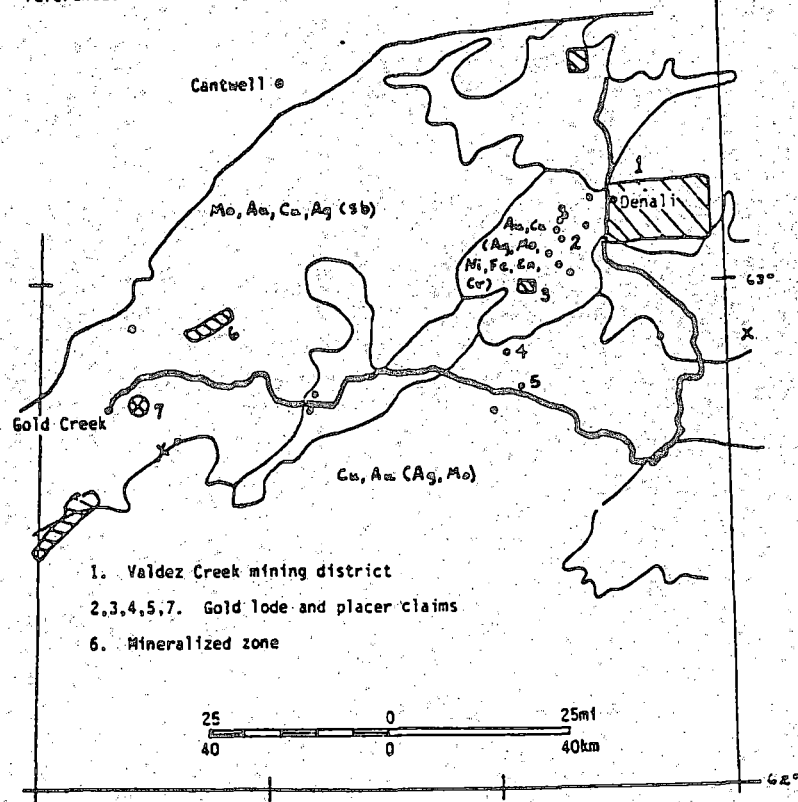 Cantwell
1
Denali
Mo, Au, Cu, Ag (Sb)
Au, Cu
(Ag, Mo,
Ni, Fe, Zn,
Cr)
2
3
63°
6
4
X
5
7
Gold Creek
X
Cu, Au (Ag, Mo)
1. Valdez Creek mining district
2,3,4,5,7. Gold lode and placer claims
6. Mineralized zone
25 0 25mi
40 0 40km
62°